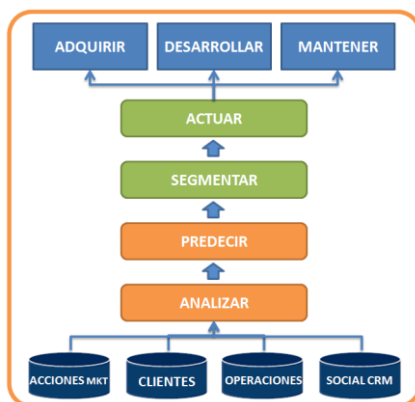 ADQUIRIR
DESARROLLAR
MANTENER
ACTUAR
SEGMENTAR
PREDECIR
ANALIZAR
ACCIONES MKT
CLIENTES
OPERACIONES
SOCIAL CRM